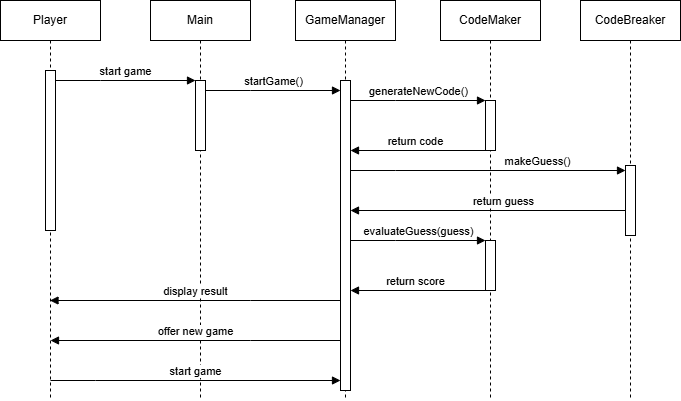 Player
Main
GameManager
CodeMaker
CodeBreaker
start game
startGame()
generateNewCode()
return code
makeGuess()
return guess
evaluateGuess(guess)
return score
display result
offer new game
start game